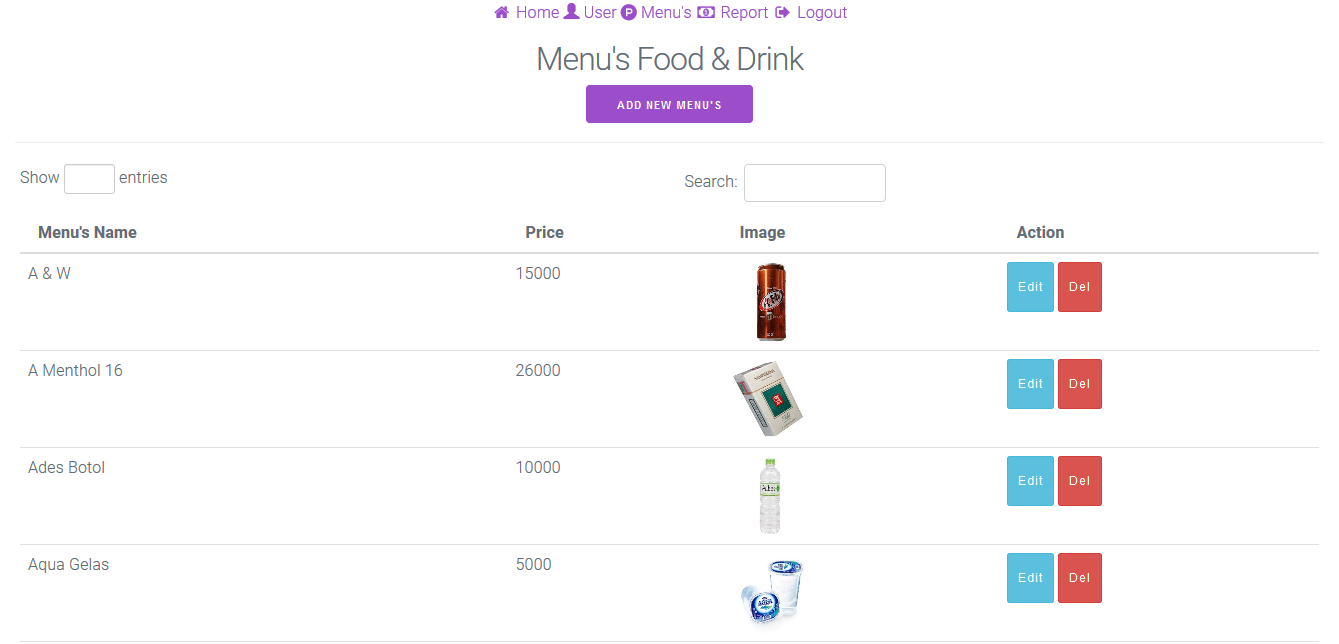 Home User Menu's Report Logout
Menu's Food & Drink
ADD NEW MENU'S
Show entries Search:
Menu's Name Price Image Action
A & W 15000 Edit Del
A Menthol 16 26000 Edit Del
Ades Botol 10000 Edit Del
Aqua Gelas 5000 Edit Del